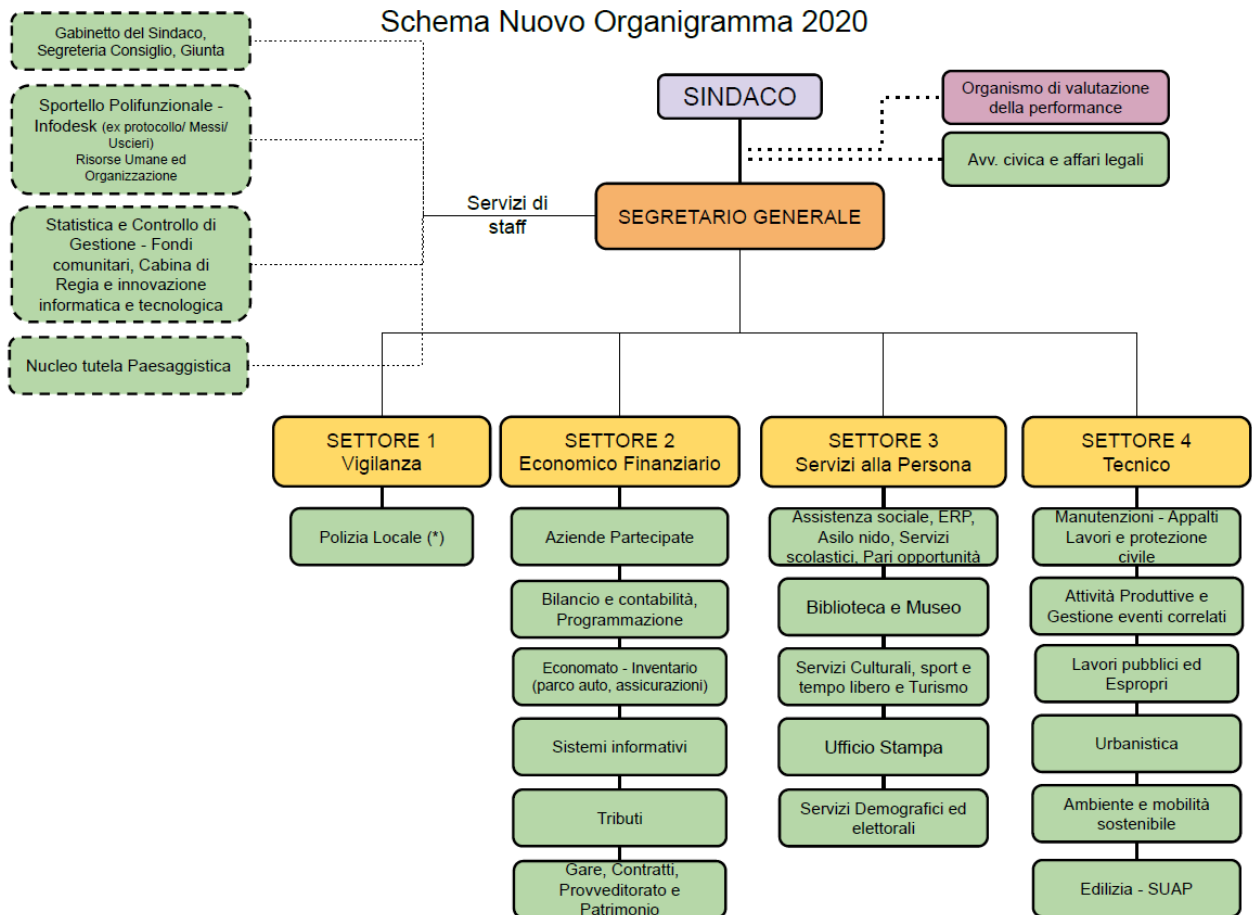 Schema Nuovo Organigramma 2020
Gabinetto del Sindaco,
Segreteria Consiglio, Giunta
Sportello Polifunzionale -
Infodesk (ex protocollo/ Messi/
Uscieri)
Risorse Umane ed
Organizzazione
Statistica e Controllo di
Gestione - Fondi
comunitari, Cabina di
Regia e innovazione
informatica e tecnologica
Nucleo tutela Paesaggistica
SINDACO
Organismo di valutazione
della performance
Avv. civica e affari legali
Servizi di
staff
SEGRETARIO GENERALE
SETTORE 1
Vigilanza
Polizia Locale (*)
SETTORE 2
Economico Finanziario
Aziende Partecipate
Bilancio e contabilità,
Programmazione
Economato - Inventario
(parco auto, assicurazioni)
Sistemi informativi
Tributi
Gare, Contratti,
Provveditorato e
Patrimonio
SETTORE 3
Servizi alla Persona
Assistenza sociale, ERP,
Asilo nido, Servizi
scolastici, Pari opportunità
Biblioteca e Museo
Servizi Culturali, sport e
tempo libero e Turismo
Ufficio Stampa
Servizi Demografici ed
elettorali
SETTORE 4
Tecnico
Manutenzioni - Appalti
Lavori e protezione
civile
Attività Produttive e
Gestione eventi correlati
Lavori pubblici ed
Espropri
Urbanistica
Ambiente e mobilità
sostenibile
Edilizia - SUAP